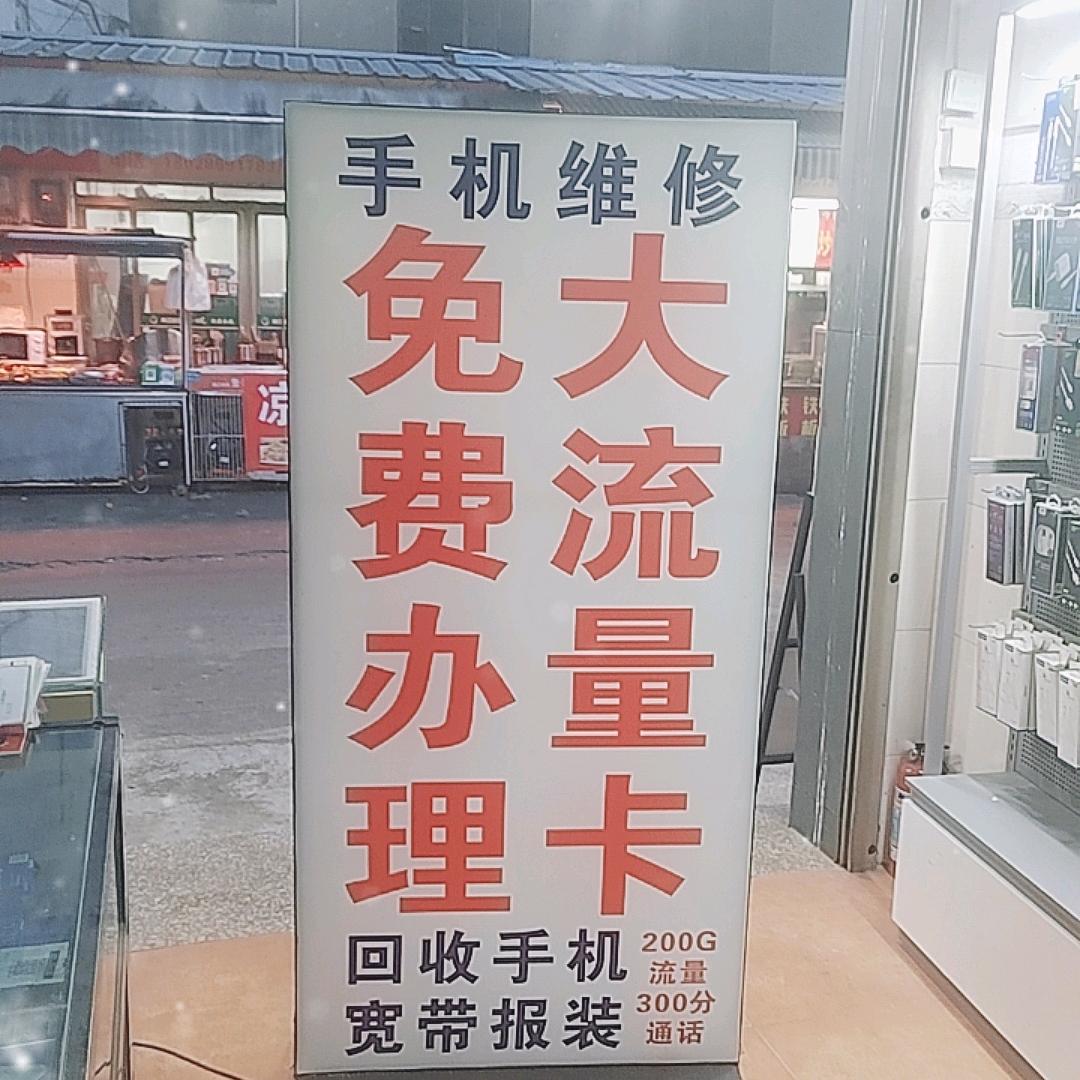 手机维修
免费办理
大流量卡
回收手机
宽带报装
200G
流量
300分
通话
凉